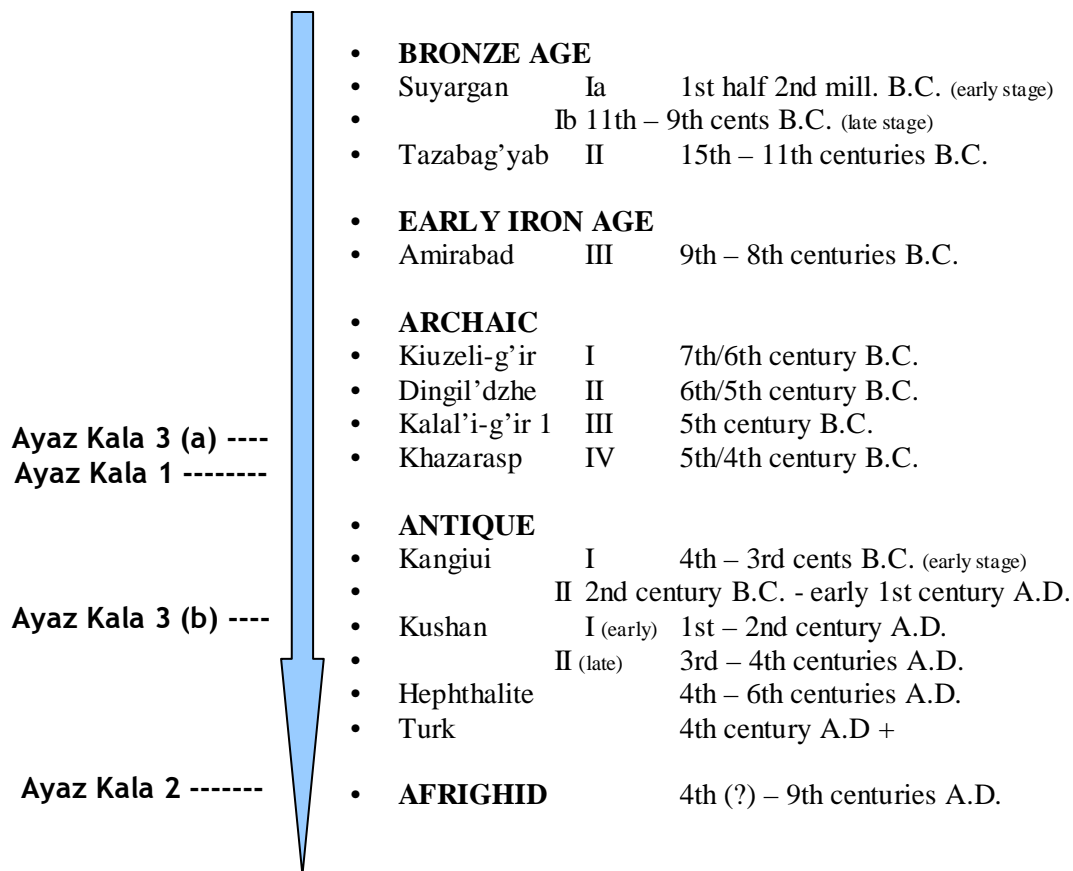 • BRONZE AGE
• Suyargan Ia 1st half 2nd mill. B.C. (early stage)
• Ib 11th – 9th cents B.C. (late stage)
• Tazabag’yab II 15th – 11th centuries B.C.
• EARLY IRON AGE
• Amirabad III 9th – 8th centuries B.C.
• ARCHAIC
• Kiuzeli-g’ir I 7th/6th century B.C.
• Dingil’dzhe II 6th/5th century B.C.
• Kalal’i-g’ir 1 III 5th century B.C.
Ayaz Kala 3 (a) ----
• Khazarasp IV 5th/4th century B.C.
Ayaz Kala 1 --------
• ANTIQUE
• Kangiui I 4th – 3rd cents B.C. (early stage)
• II 2nd century B.C. - early 1st century A.D.
Ayaz Kala 3 (b) ----
• Kushan I (early) 1st – 2nd century A.D.
• II (late) 3rd – 4th centuries A.D.
• Hephthalite 4th – 6th centuries A.D.
• Turk 4th century A.D +
Ayaz Kala 2 -------
• AFRIGHID 4th (?) – 9th centuries A.D.